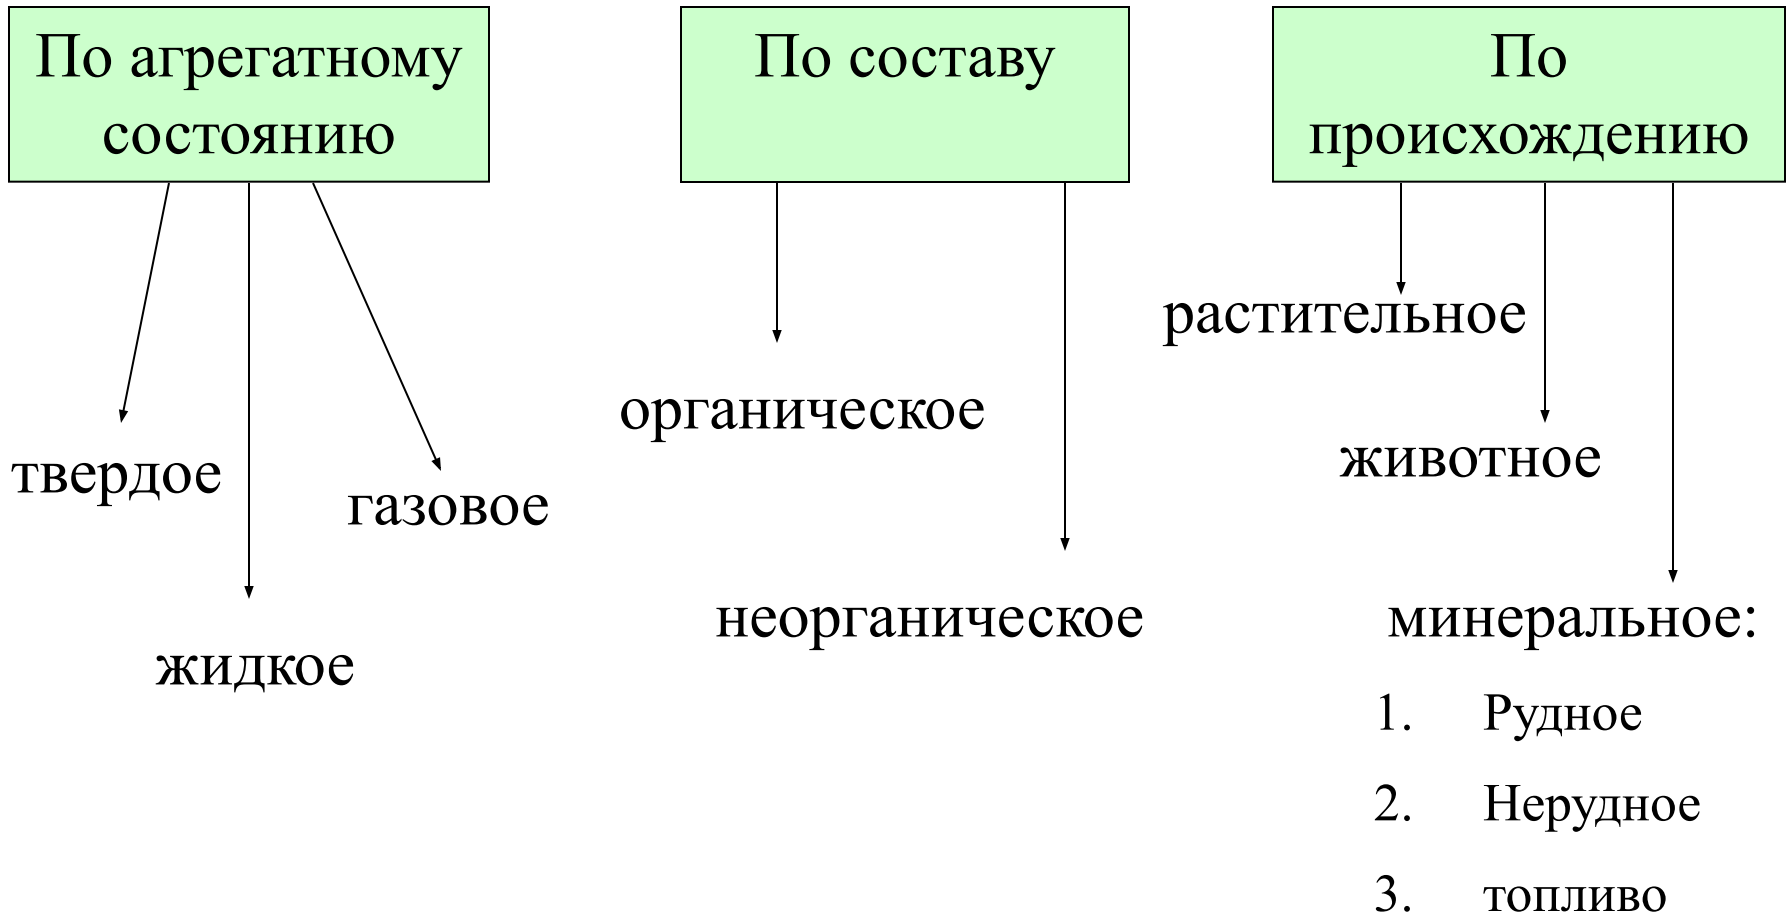 По агрегатному
состоянию
твердое
газовое
жидкое
По составу
органическое
неорганическое
По
происхождению
растительное
животное
минеральное:
1. Рудное
2. Нерудное
3. топливо